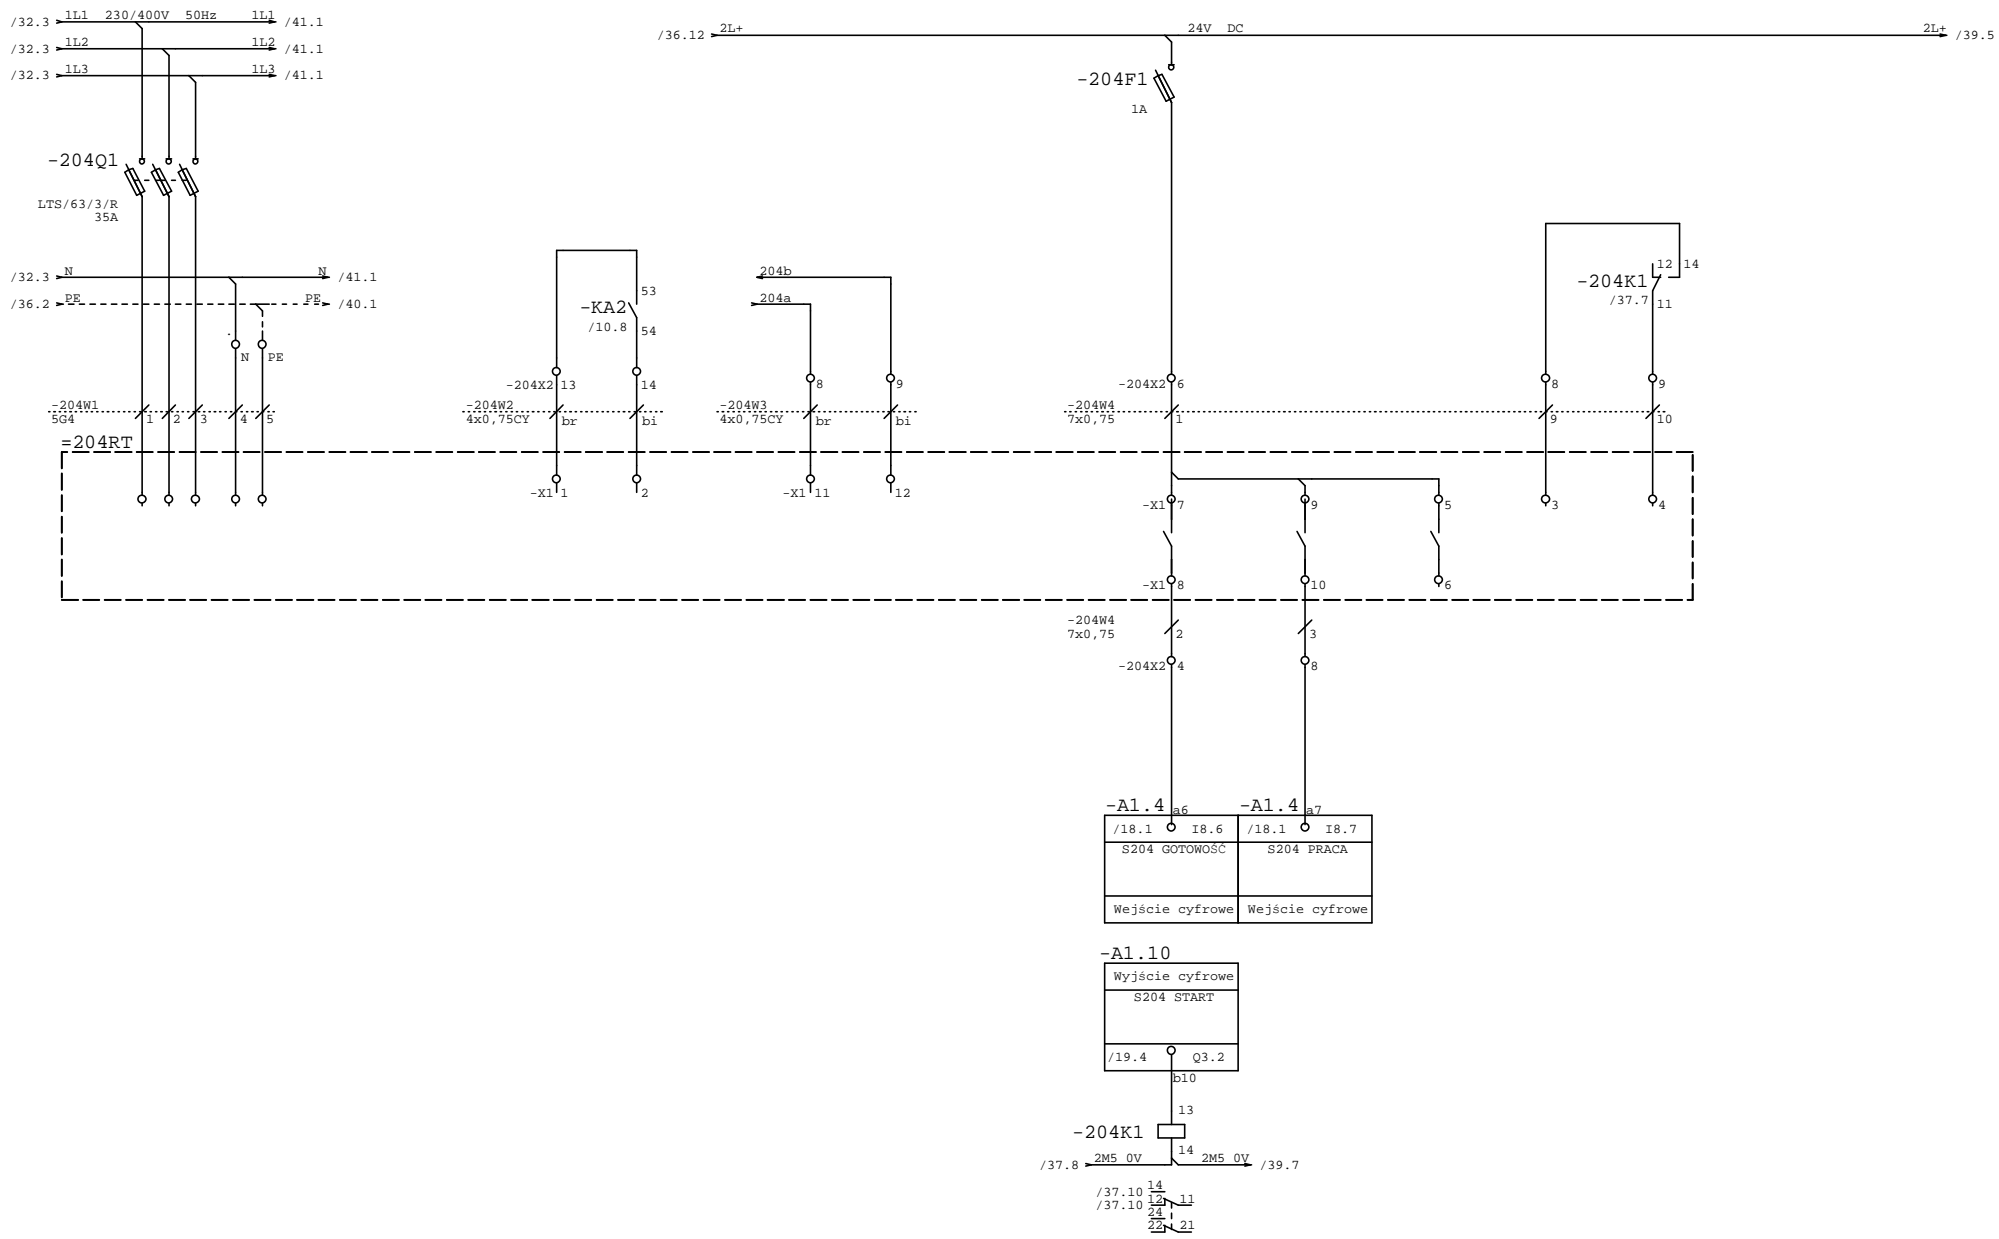 /32.3 1L1 230/400V 50Hz 1L1 /41.1
/32.3 1L2 1L2 /41.1
/32.3 1L3 1L3 /41.1
/36.12 2L+ 24V DC 2L+ /39.5
-204F1
1A
-204Q1
LTS/63/3/R
35A
/32.3 N N /41.1
/36.2 PE PE /40.1
N PE
53
-KA2
/10.8 54
204b
204a
12 14
-204K1
/37.7 11
-204X2 13 14
8 9
-204X2 6
8 9
-204W1
5G4 1 2 3 4 5
-204W2
4x0,75CY br bi
-204W3
4x0,75CY br bi
-204W4
7x0,75 1 9 10
=204RT
-X1 1 2
-X1 11 12
-X1 7 9 5 3 4
-X1 8 10 6
-204W4
7x0,75 2 3
-204X2 4 8
-A1.4 a6 -A1.4 a7
/18.1 I8.6 /18.1 I8.7
S204 GOTOWOŚĆ S204 PRACA
Wejście cyfrowe Wejście cyfrowe
-A1.10
Wyjście cyfrowe
S204 START
/19.4 Q3.2
b10
13
-204K1
14
/37.8 2M5 0V 2M5 0V /39.7
/37.10 14
/37.10 12 11
24
22 21